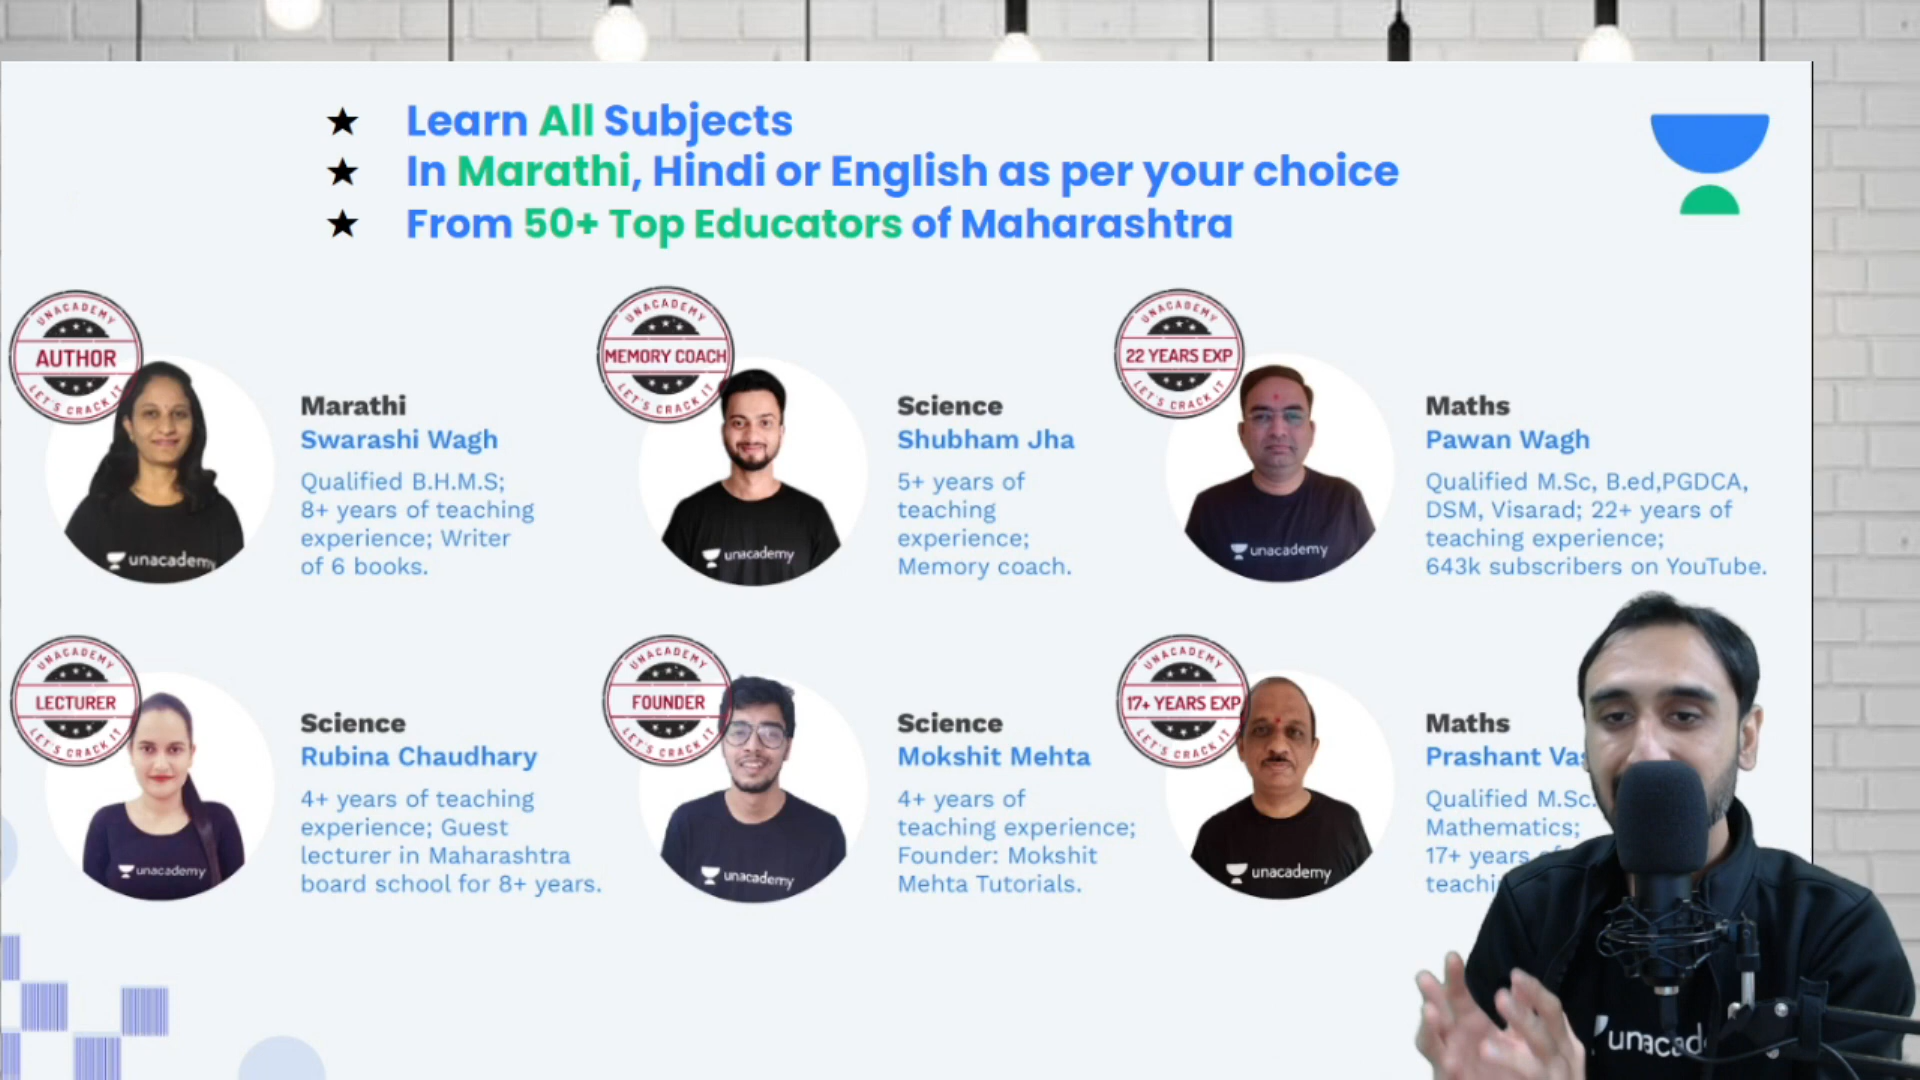 ★ Learn All Subjects
★ In Marathi, Hindi or English as per your choice
★ From 50+ Top Educators of Maharashtra
UNACADEMY
AUTHOR
LET'S CRACK IT
Marathi
Swarashi Wagh
Qualified B.H.M.S;
8+ years of teaching
experience; Writer
of 6 books.
unacademy
UNACADEMY
MEMORY COACH
LET'S CRACK IT
Science
Shubham Jha
5+ years of
teaching
experience;
Memory coach.
unacademy
UNACADEMY
22 YEARS EXP
LET'S CRACK IT
Maths
Pawan Wagh
Qualified M.Sc, B.ed,PGDCA,
DSM, Visarad; 22+ years of
teaching experience;
643k subscribers on YouTube.
unacademy
UNACADEMY
LECTURER
LET'S CRACK IT
Science
Rubina Chaudhary
4+ years of teaching
experience; Guest
lecturer in Maharashtra
board school for 8+ years.
unacademy
UNACADEMY
FOUNDER
LET'S CRACK IT
Science
Mokshit Mehta
4+ years of
teaching experience;
Founder: Mokshit
Mehta Tutorials.
unacademy
UNACADEMY
17+ YEARS EXP
LET'S CRACK IT
Maths
Prashant
Qualified M.Sc.
Mathematics;
17+ years
unacademy